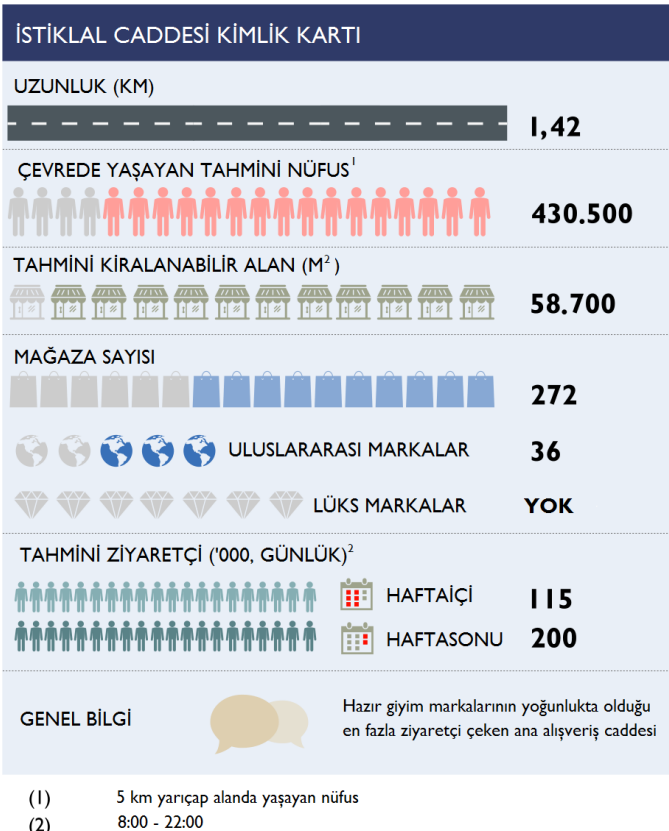 İSTİKLAL CADDESİ KİMLİK KARTI
UZUNLUK (KM)
1,42
ÇEVREDE YAŞAYAN TAHMİNİ NÜFUS¹
430.500
TAHMİNİ KİRALANABİLİR ALAN (M²)
58.700
MAĞAZA SAYISI
272
ULUSLARARASI MARKALAR 36
LÜKS MARKALAR YOK
TAHMİNİ ZİYARETÇİ ('000, GÜNLÜK)²
HAFTAİÇİ 115
HAFTASONU 200
GENEL BİLGİ
Hazır giyim markalarının yoğunlukta olduğu
en fazla ziyaretçi çeken ana alışveriş caddesi
(1) 5 km yarıçap alanda yaşayan nüfus
(2) 8:00 - 22:00